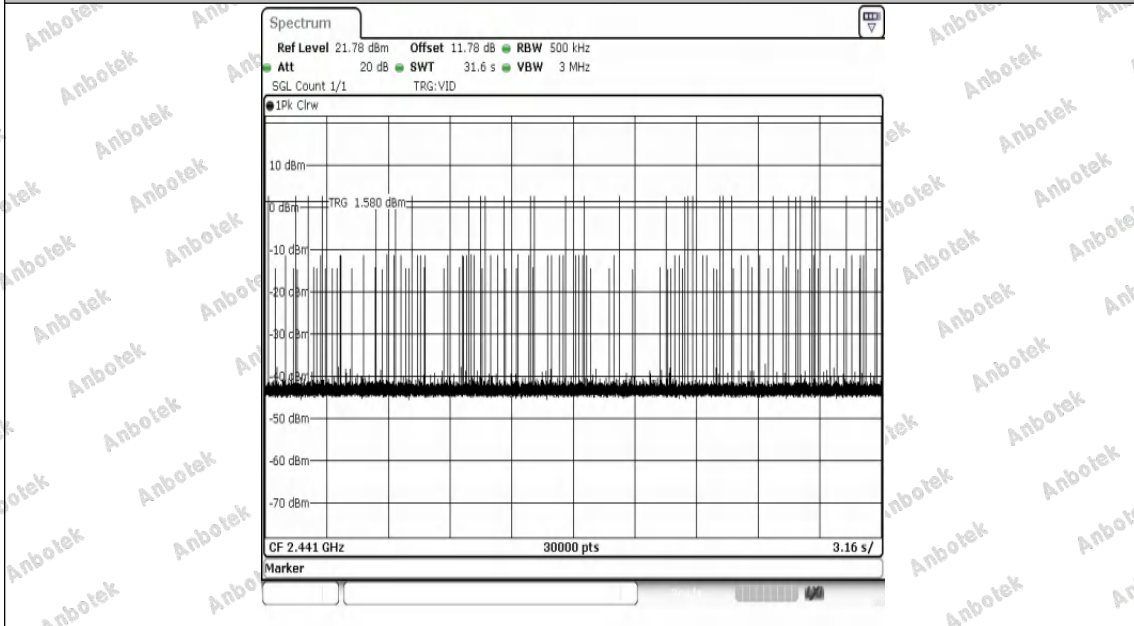 Spectrum
Ref Level 21.78 dBm Offset 11.78 dB RBW 500 kHz
Att 20 dB SWT 31.6 s VBW 3 MHz
SGL Count 1/1 TRG:VID
1Pk Clrw
10 dBm
0 dBm TRG 1.580 dBm
-10 dBm
-20 dBm
-30 dBm
-40 dBm
-50 dBm
-60 dBm
-70 dBm
CF 2.441 GHz 30000 pts 3.16 s/
Marker
Anbotek